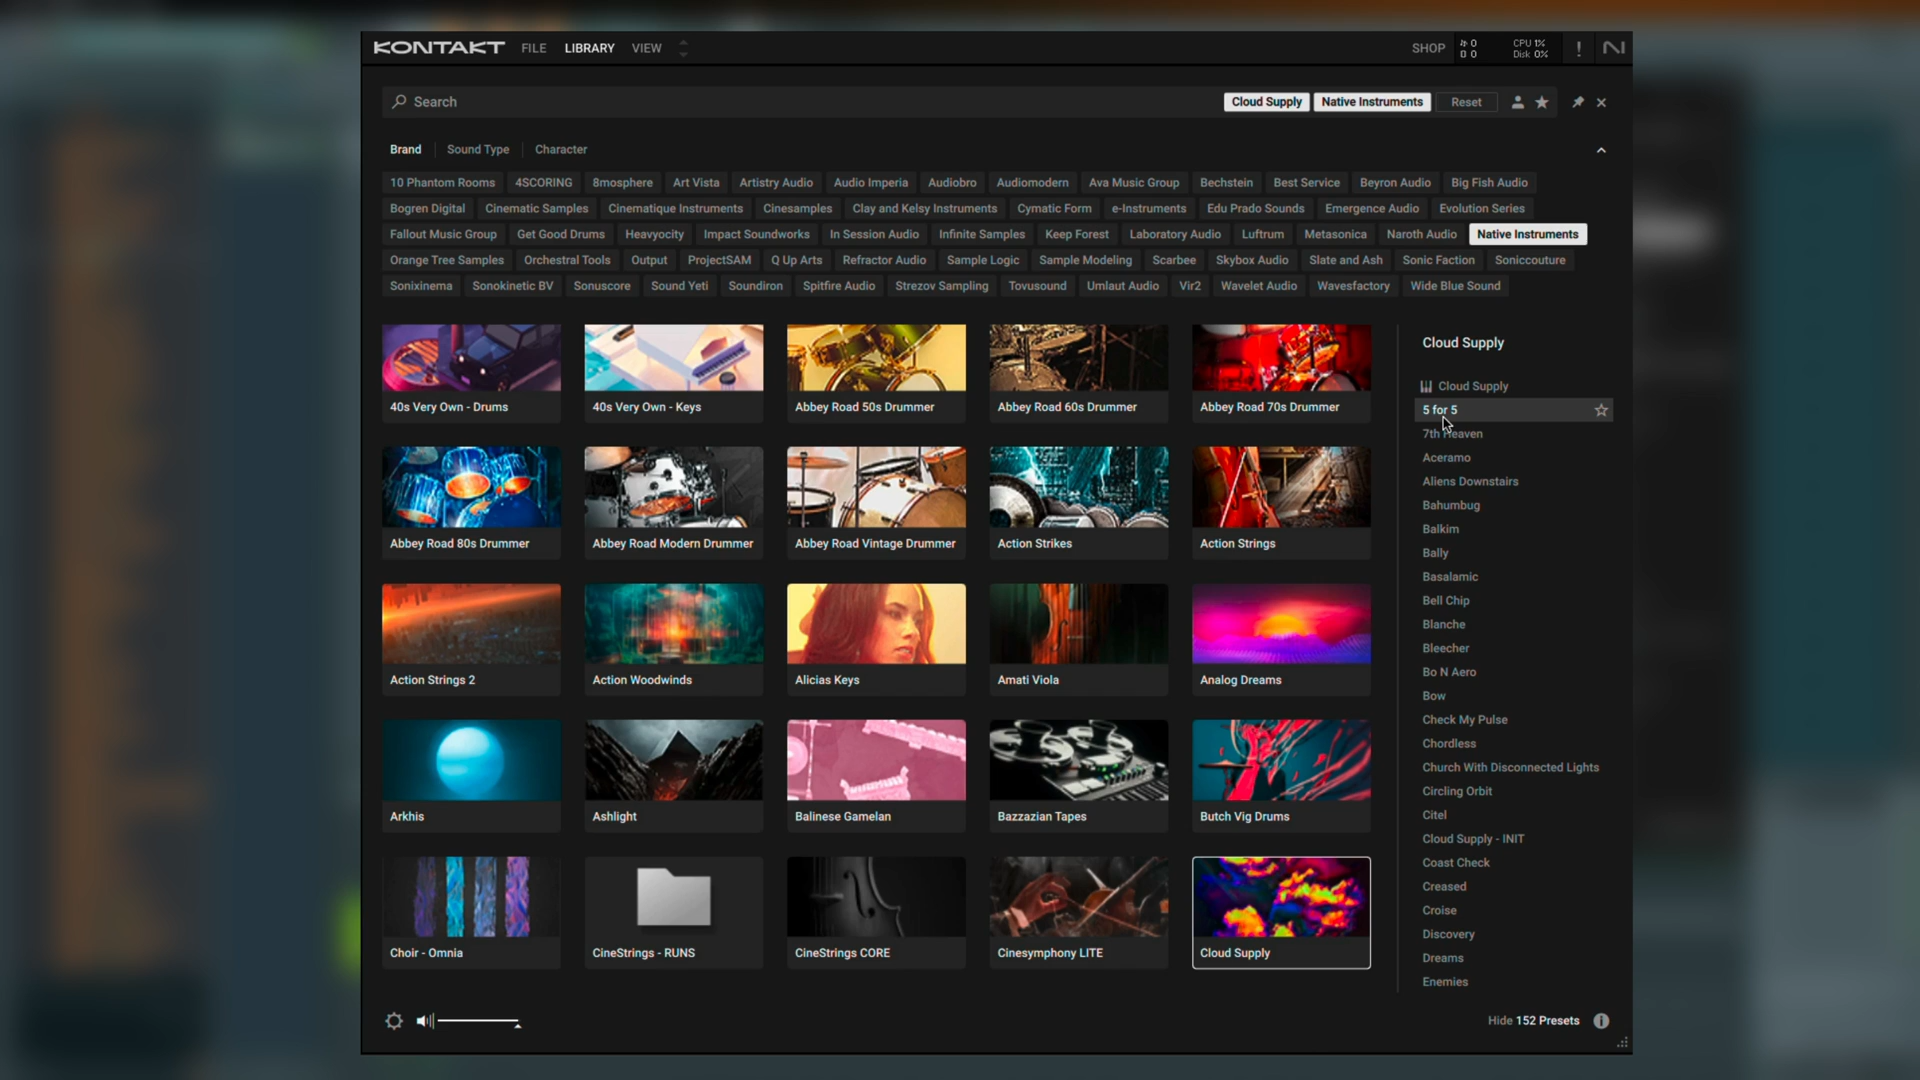 KONTAKT FILE LIBRARY VIEW SHOP 0 CPU 1%
0 0 Disk 0%
Search Cloud Supply Native Instruments Reset
Brand Sound Type Character
10 Phantom Rooms 4SCORING 8mosphere Art Vista Artistry Audio Audio Imperia Audiobro Audiomodern Ava Music Group Bechstein Best Service Beyron Audio Big Fish Audio
Bogren Digital Cinematic Samples Cinematique Instruments Cinesamples Clay and Kelsy Instruments Cymatic Form e-Instruments Edu Prado Sounds Emergence Audio Evolution Series
Fallout Music Group Get Good Drums Heavyocity Impact Soundworks In Session Audio Infinite Samples Keep Forest Laboratory Audio Luftrum Metasonica Naroth Audio Native Instruments
Orange Tree Samples Orchestral Tools Output ProjectSAM Q Up Arts Refractor Audio Sample Logic Sample Modeling Scarbee Skybox Audio Slate and Ash Sonic Faction Soniccouture
Sonixinema Sonokinetic BV Sonuscore Sound Yeti Soundiron Spitfire Audio Strezov Sampling Tovusound Umlaut Audio Vir2 Wavelet Audio Wavesfactory Wide Blue Sound
40s Very Own - Drums 40s Very Own - Keys Abbey Road 50s Drummer Abbey Road 60s Drummer Abbey Road 70s Drummer
Abbey Road 80s Drummer Abbey Road Modern Drummer Abbey Road Vintage Drummer Action Strikes Action Strings
Action Strings 2 Action Woodwinds Alicias Keys Amati Viola Analog Dreams
Arkhis Ashlight Balinese Gamelan Bazzazian Tapes Butch Vig Drums
Choir - Omnia CineStrings - RUNS CineStrings CORE Cinesymphony LITE Cloud Supply
Cloud Supply
Cloud Supply
5 for 5
7th Heaven
Aceramo
Aliens Downstairs
Bahumbug
Balkim
Bally
Basalamic
Bell Chip
Blanche
Bleecher
Bo N Aero
Bow
Check My Pulse
Chordless
Church With Disconnected Lights
Circling Orbit
Citel
Cloud Supply - INIT
Coast Check
Creased
Croise
Discovery
Dreams
Enemies
Hide 152 Presets